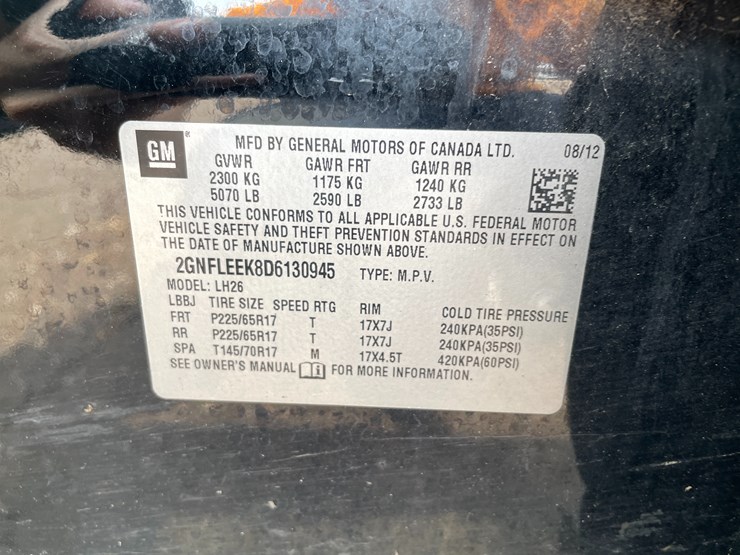 GM
MFD BY GENERAL MOTORS OF CANADA LTD. 08/12
GVWR GAWR FRT GAWR RR
2300 KG 1175 KG 1240 KG
5070 LB 2590 LB 2733 LB
THIS VEHICLE CONFORMS TO ALL APPLICABLE U.S. FEDERAL MOTOR
VEHICLE SAFETY AND THEFT PREVENTION STANDARDS IN EFFECT ON
THE DATE OF MANUFACTURE SHOWN ABOVE.
2GNFLEEK8D6130945 TYPE: M.P.V.
MODEL: LH26
LBBJ TIRE SIZE SPEED RTG RIM COLD TIRE PRESSURE
FRT P225/65R17 T 17X7J 240KPA(35PSI)
RR P225/65R17 T 17X7J 240KPA(35PSI)
SPA T145/70R17 M 17X4.5T 420KPA(60PSI)
SEE OWNER'S MANUAL i FOR MORE INFORMATION.